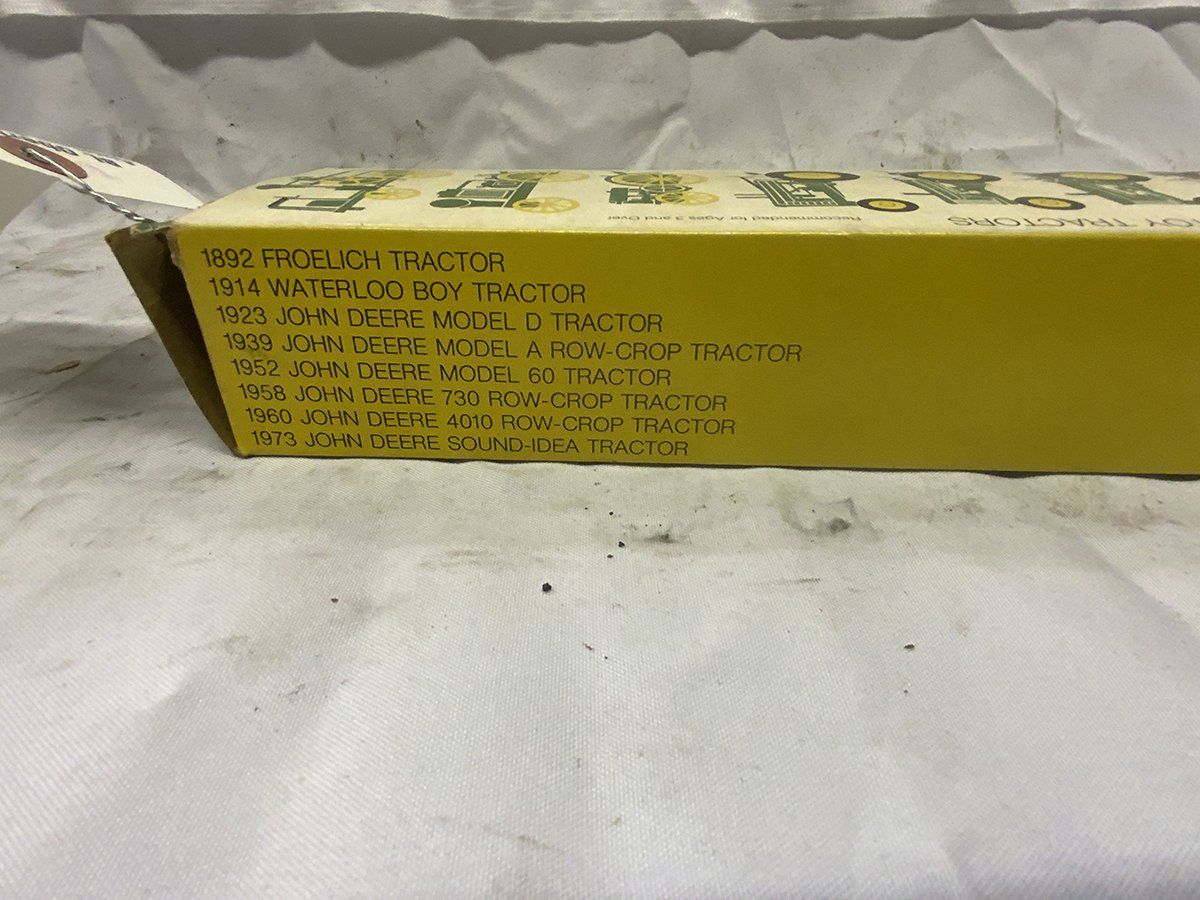 1892 FROELICH TRACTOR
1914 WATERLOO BOY TRACTOR
1923 JOHN DEERE MODEL D TRACTOR
1939 JOHN DEERE MODEL A ROW-CROP TRACTOR
1952 JOHN DEERE MODEL 60 TRACTOR
1958 JOHN DEERE 730 ROW-CROP TRACTOR
1960 JOHN DEERE 4010 ROW-CROP TRACTOR
1973 JOHN DEERE SOUND-IDEA TRACTOR
TRACTORS
Recommended for Ages 3 and Over